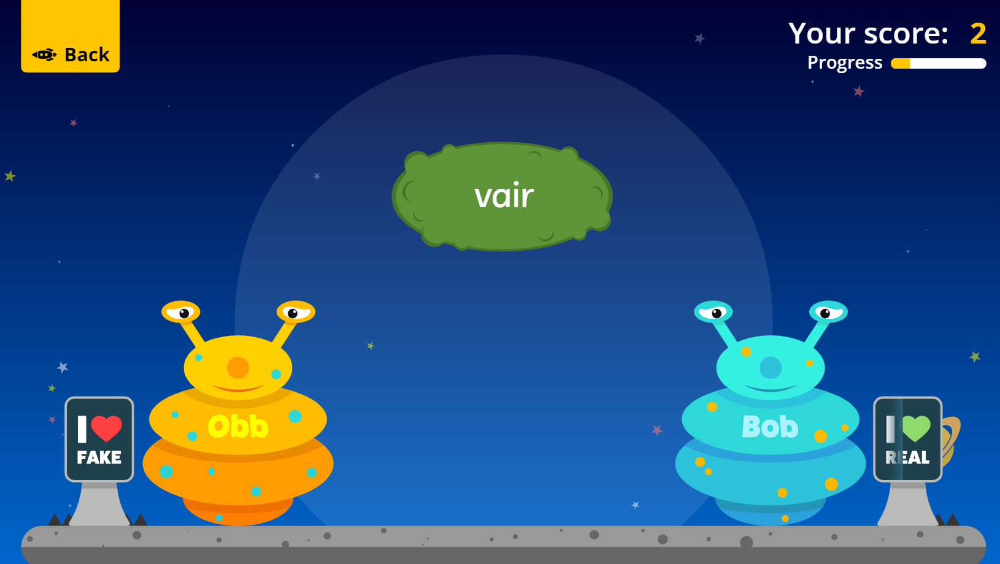 Back
Your score: 2
Progress
vair
Obb
Bob
I
FAKE
I
REAL